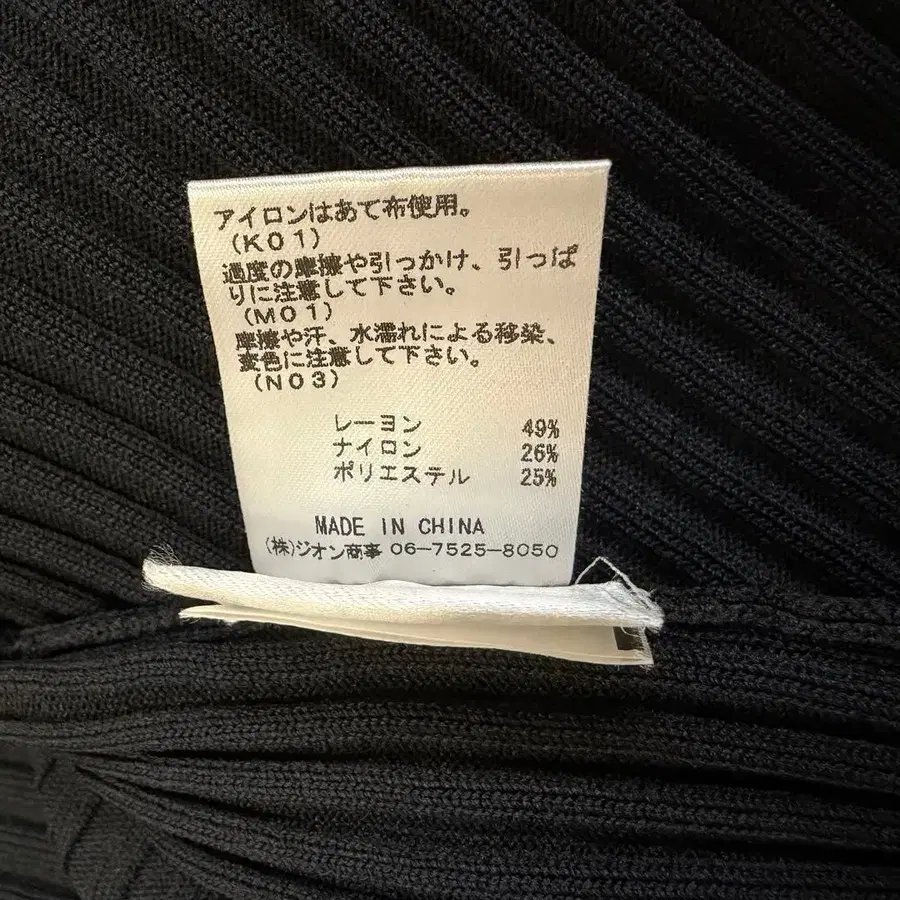 アイロンはあて布使用。
(K01)
過度の摩擦や引っかけ、引っぱ
りに注意して下さい。
(M01)
摩擦や汗、水濡れによる移染、
変色に注意して下さい。
(N03)
レーヨン 49%
ナイロン 26%
ポリエステル 25%
MADE IN CHINA
(株)ジオン商事 06-7525-8050